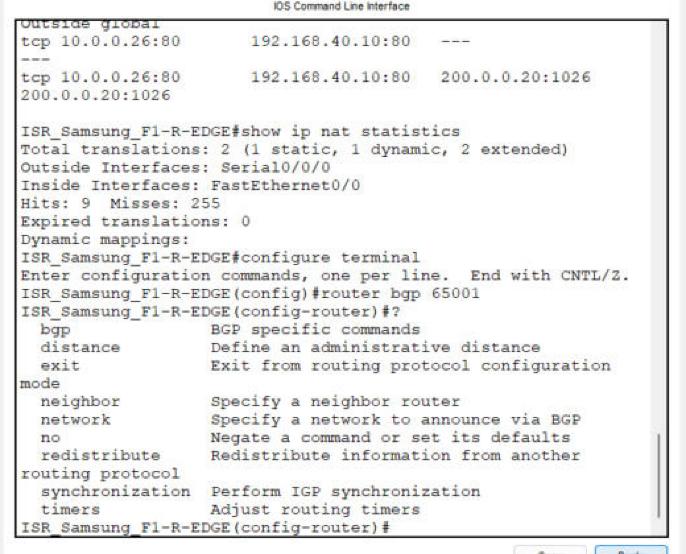 IOS Command Line Interface
Outside global
tcp 10.0.0.26:80 192.168.40.10:80 ---
---
tcp 10.0.0.26:80 192.168.40.10:80 200.0.0.20:1026
200.0.0.20:1026
ISR_Samsung_F1-R-EDGE#show ip nat statistics
Total translations: 2 (1 static, 1 dynamic, 2 extended)
Outside Interfaces: Serial0/0/0
Inside Interfaces: FastEthernet0/0
Hits: 9 Misses: 255
Expired translations: 0
Dynamic mappings:
ISR_Samsung_F1-R-EDGE#configure terminal
Enter configuration commands, one per line. End with CNTL/Z.
ISR_Samsung_F1-R-EDGE(config)#router bgp 65001
ISR_Samsung_F1-R-EDGE(config-router)#?
bgp BGP specific commands
distance Define an administrative distance
exit Exit from routing protocol configuration
mode
neighbor Specify a neighbor router
network Specify a network to announce via BGP
no Negate a command or set its defaults
redistribute Redistribute information from another
routing protocol
synchronization Perform IGP synchronization
timers Adjust routing timers
ISR_Samsung_F1-R-EDGE(config-router)#